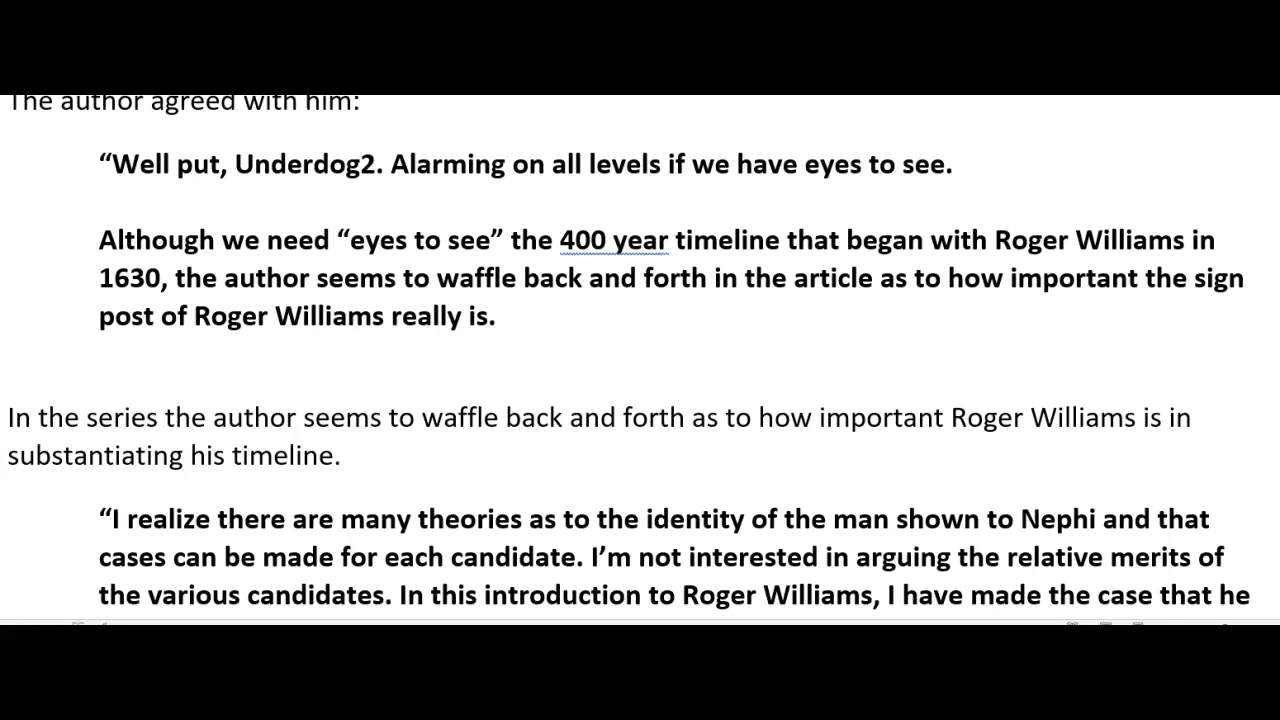 The author agreed with him:
“Well put, Underdog2. Alarming on all levels if we have eyes to see.
Although we need “eyes to see” the 400 year timeline that began with Roger Williams in
1630, the author seems to waffle back and forth in the article as to how important the sign
post of Roger Williams really is.
In the series the author seems to waffle back and forth as to how important Roger Williams is in
substantiating his timeline.
“I realize there are many theories as to the identity of the man shown to Nephi and that
cases can be made for each candidate. I’m not interested in arguing the relative merits of
the various candidates. In this introduction to Roger Williams, I have made the case that he